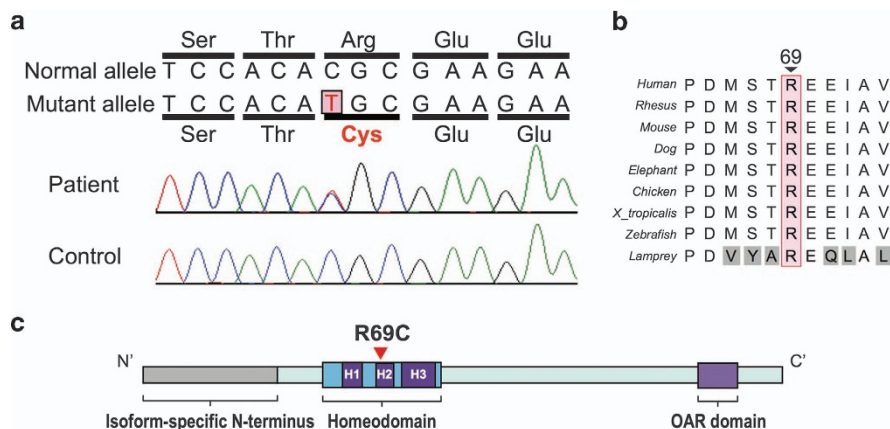 a
Ser Thr Arg Glu Glu
Normal allele T C C A C A C G C G A A G A A
Mutant allele T C C A C A T G C G A A G A A
Ser Thr Cys Glu Glu
Patient
Control
b
69
Human P D M S T R E E I A V
Rhesus P D M S T R E E I A V
Mouse P D M S T R E E I A V
Dog P D M S T R E E I A V
Elephant P D M S T R E E I A V
Chicken P D M S T R E E I A V
X_tropicalis P D M S T R E E I A V
Zebrafish P D M S T R E E I A V
Lamprey P D V Y A R E Q L A L
c
R69C
N' C'
H1 H2 H3
Isoform-specific N-terminus Homeodomain OAR domain